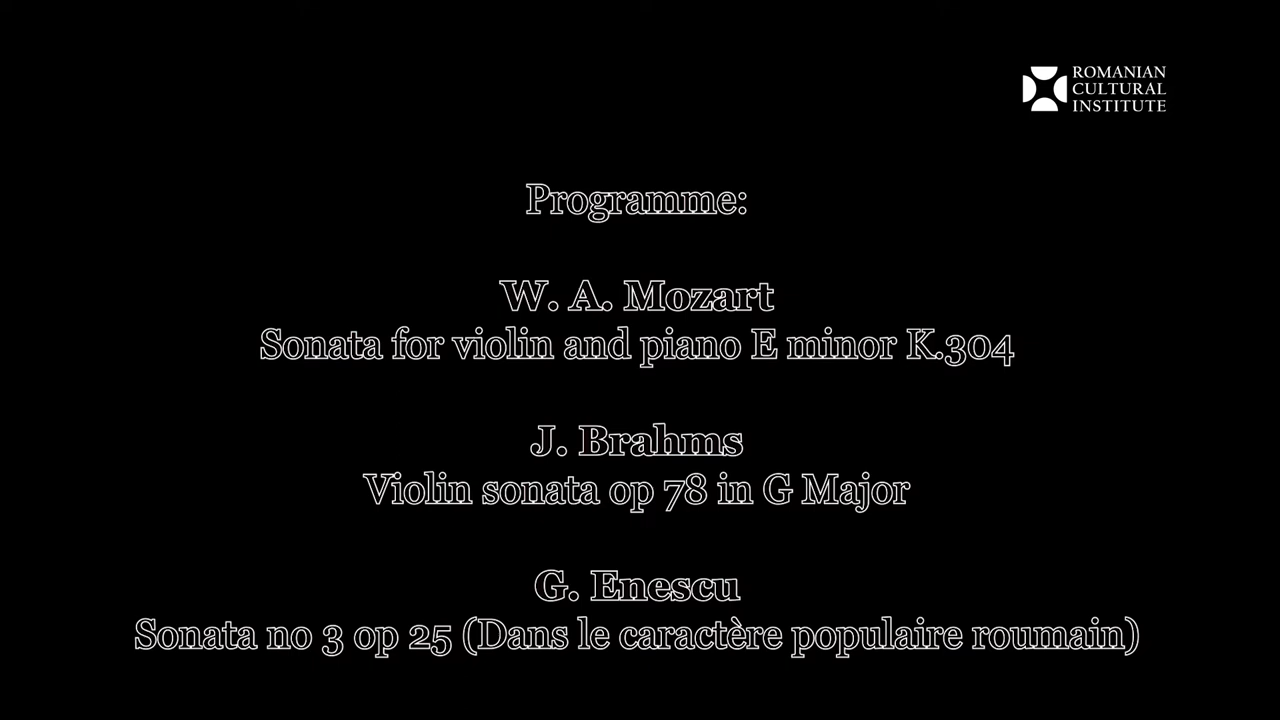 ROMANIAN
CULTURAL
INSTITUTE
Programme:
W. A. Mozart
Sonata for violin and piano E minor K.304
J. Brahms
Violin sonata op 78 in G Major
G. Enescu
Sonata no 3 op 25 (Dans le caractère populaire roumain)